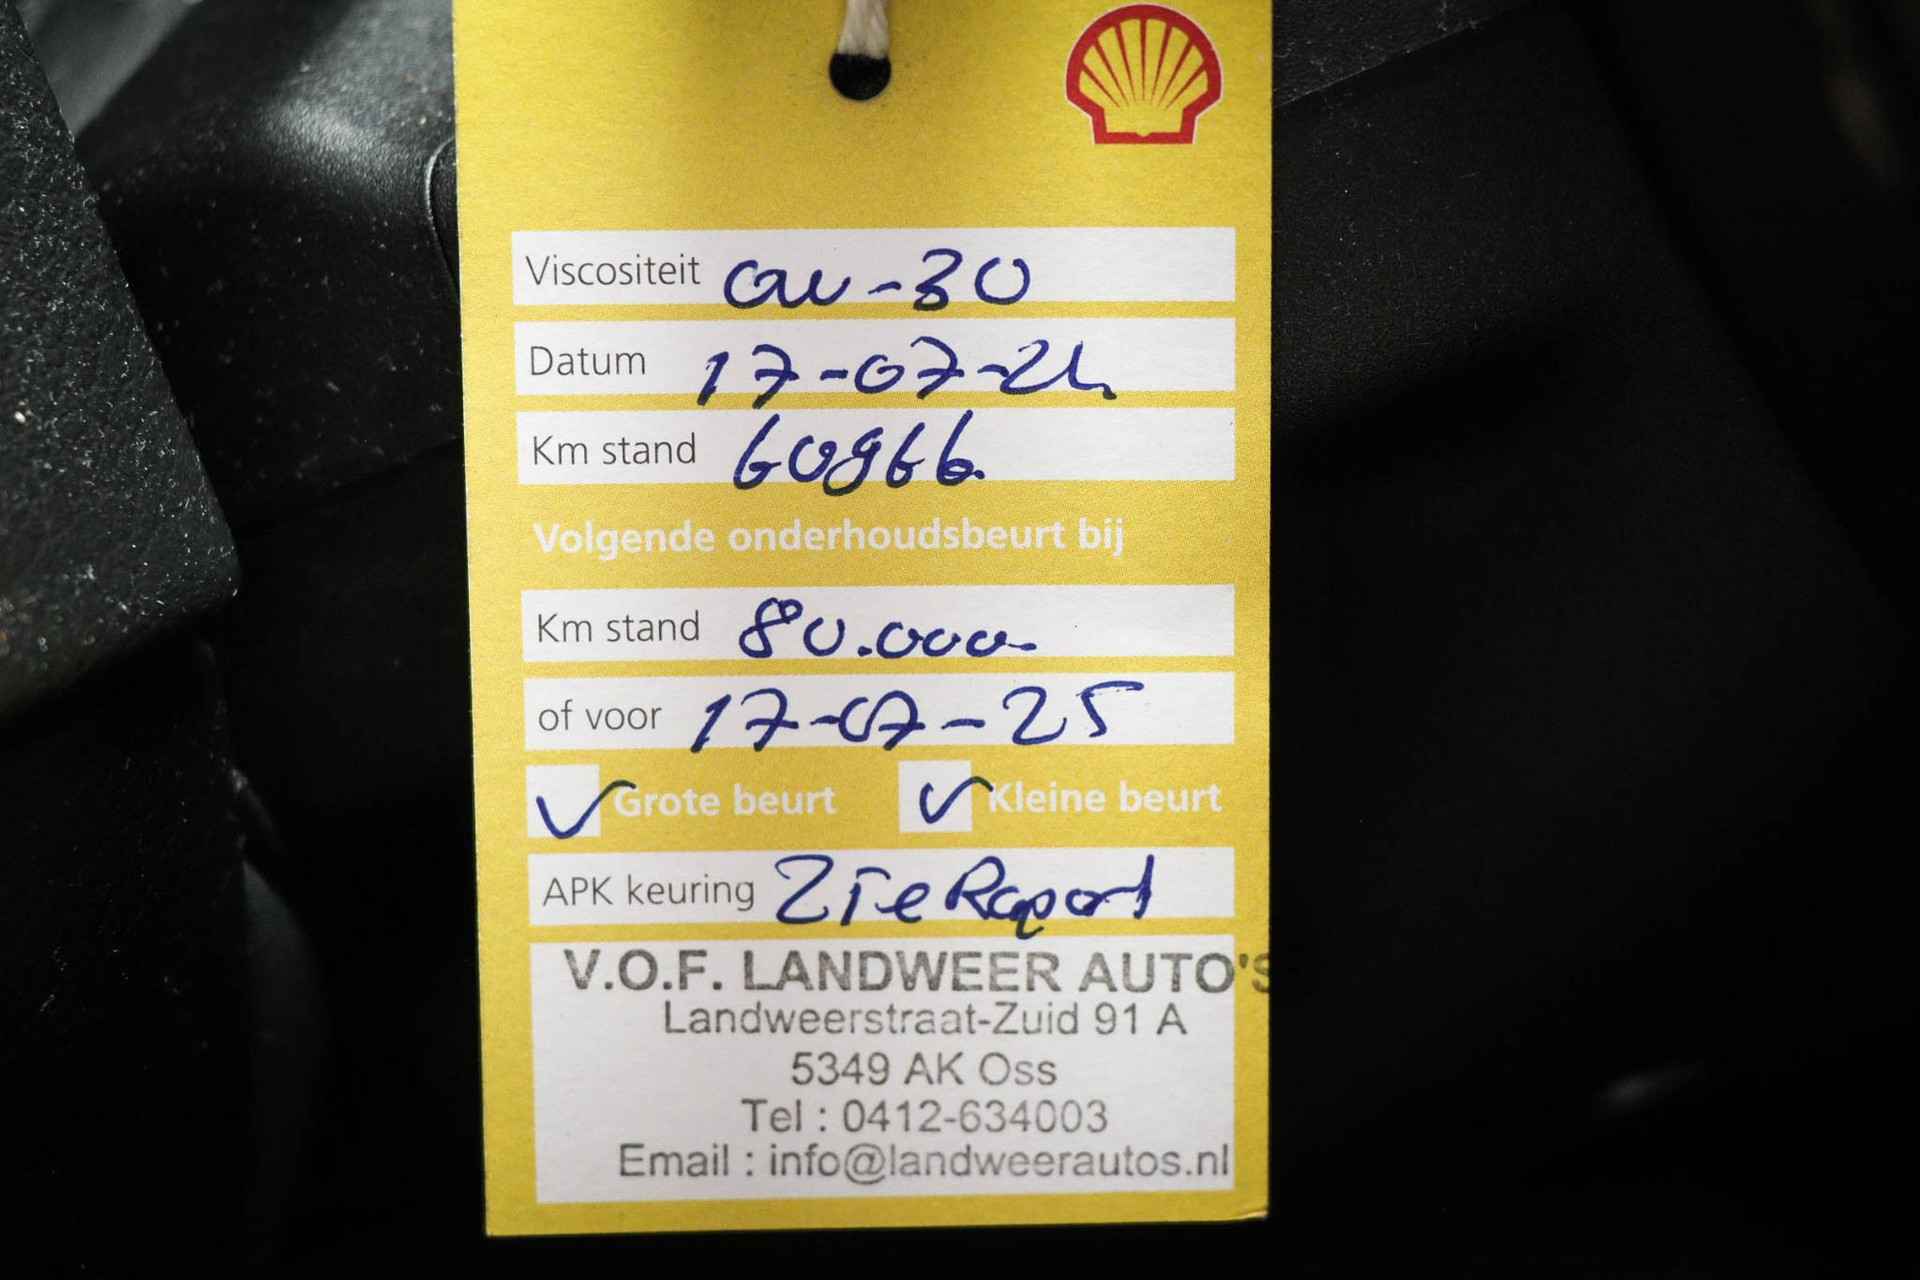 Viscositeit 0W-30
Datum 17-07-24
Km stand 60966
Volgende onderhoudsbeurt bij
Km stand 80.000
of voor 17-07-25
Grote beurt Kleine beurt
APK keuring Zie Raport
V.O.F. LANDWEER AUTO'S
Landweerstraat-Zuid 91 A
5349 AK Oss
Tel : 0412-634003
Email : info@landweerautos.nl